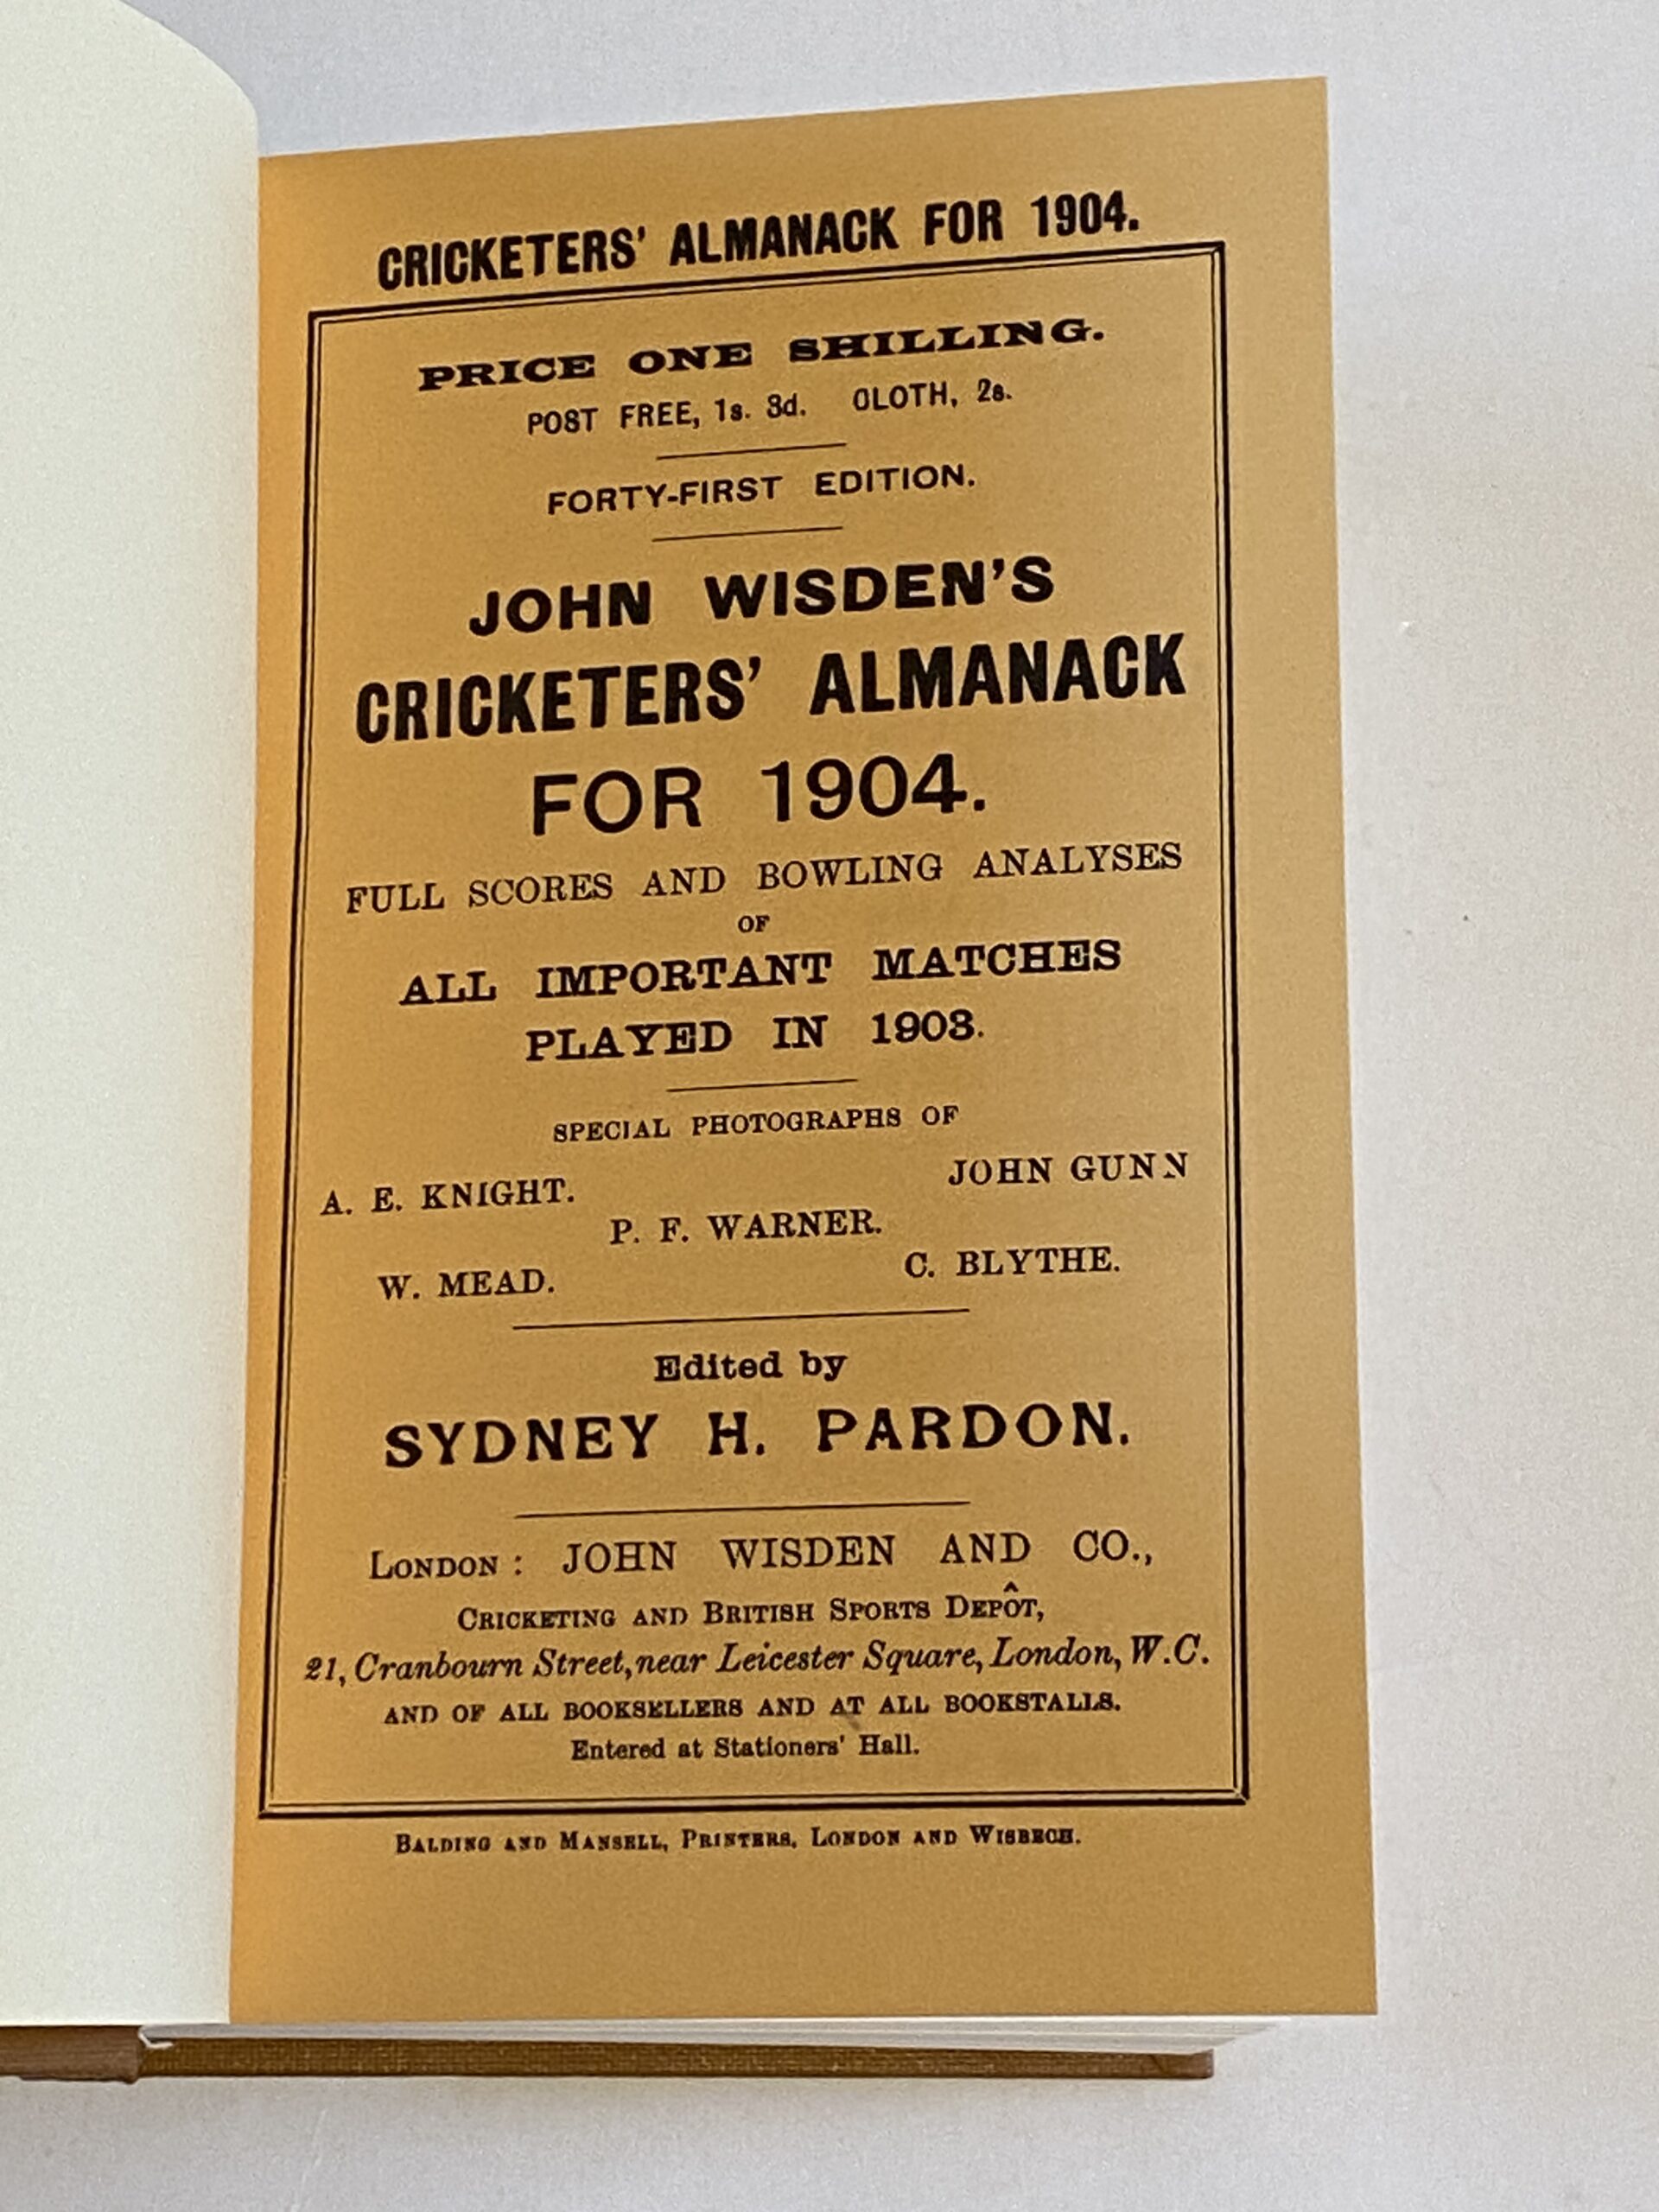 CRICKETERS' ALMANACK FOR 1904.
PRICE ONE SHILLING.
POST FREE, 1s. 3d. CLOTH, 2s.
FORTY-FIRST EDITION.
JOHN WISDEN'S
CRICKETERS' ALMANACK
FOR 1904.
FULL SCORES AND BOWLING ANALYSES
OF
ALL IMPORTANT MATCHES
PLAYED IN 1903.
SPECIAL PHOTOGRAPHS OF
A. E. KNIGHT. JOHN GUNN
P. F. WARNER.
W. MEAD. C. BLYTHE.
Edited by
SYDNEY H. PARDON.
LONDON: JOHN WISDEN AND CO.,
CRICKETING AND BRITISH SPORTS DEPÔT,
21, Cranbourn Street, near Leicester Square, London, W.C.
AND OF ALL BOOKSELLERS AND AT ALL BOOKSTALLS.
Entered at Stationers' Hall.
BALDING AND MANSELL, PRINTERS, LONDON AND WISBECH.